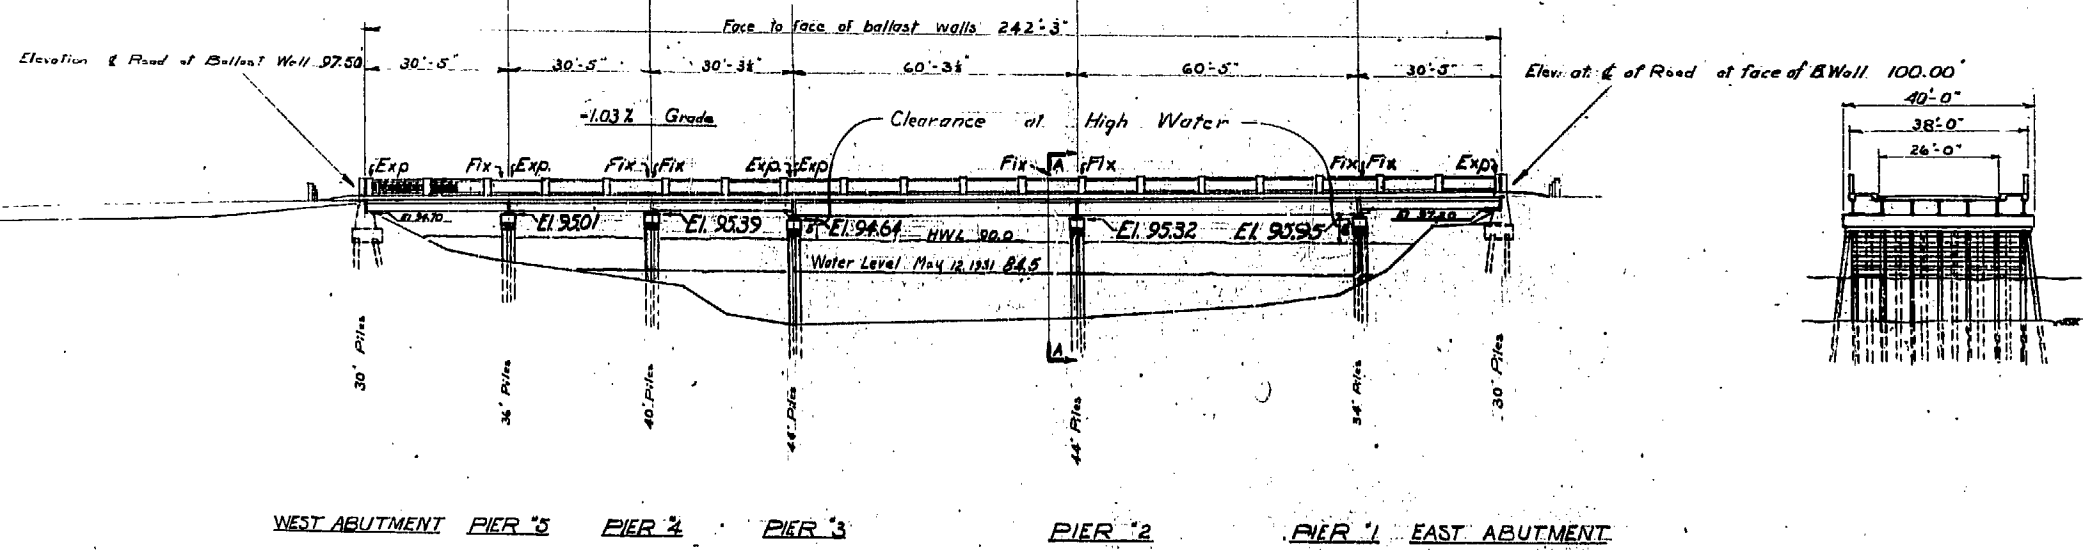 Face to face of ballast walls 242'-3"
Elevation ℄ Road at Ballast Wall 97.50
30'-5"
30'-5"
30'-3½"
60'-3½"
60'-5"
30'-5"
Elev. at ℄ of Road at face of B.Wall 100.00'
40'-0"
38'-0"
26'-0"
-1.03% Grade
Clearance at High Water
Exp Fix Exp. Fix Fix Exp. Exp Fix A Fix Fix Fix Exp.
El. 94.70
El. 95.01
El. 95.39
El. 94.64
El. 95.32
El. 95.95
HWL 90.0
Water Level May 12, 1931 84.5
A
30' Piles
36' Piles
40' Piles
44' Piles
44' Piles
34' Piles
30' Piles
WEST ABUTMENT PIER #5 PIER #4 PIER #3 PIER #2 PIER #1 EAST ABUTMENT